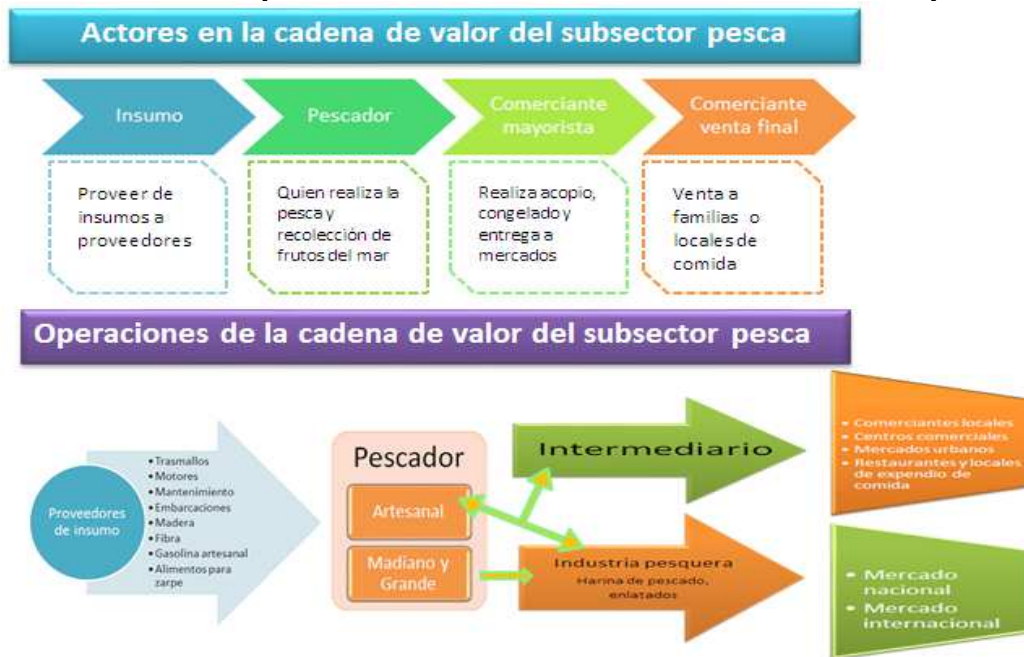 Actores en la cadena de valor del subsector pesca
Insumo
Pescador
Comerciante
mayorista
Comerciante
venta final
Proveer de
insumos a
proveedores
Quien realiza la
pesca y
recolección de
frutos del mar
Realiza acopio,
congelado y
entrega a
mercados
Venta a
familias o
locales de
comida
Operaciones de la cadena de valor del subsector pesca
Proveedores
de insumo
• Trasmallos
• Motores
• Mantenimiento
• Embarcaciones
• Madera
• Fibra
• Gasolina artesanal
• Alimentos para
zarpe
Pescador
Artesanal
Madiano y
Grande
Intermediario
Industria pesquera
Harina de pescado,
enlatados
• Comerciantes locales
• Centros comerciales
• Mercados urbanos
• Restaurantes y locales
de expendio de
comida
• Mercado
nacional
• Mercado
internacional